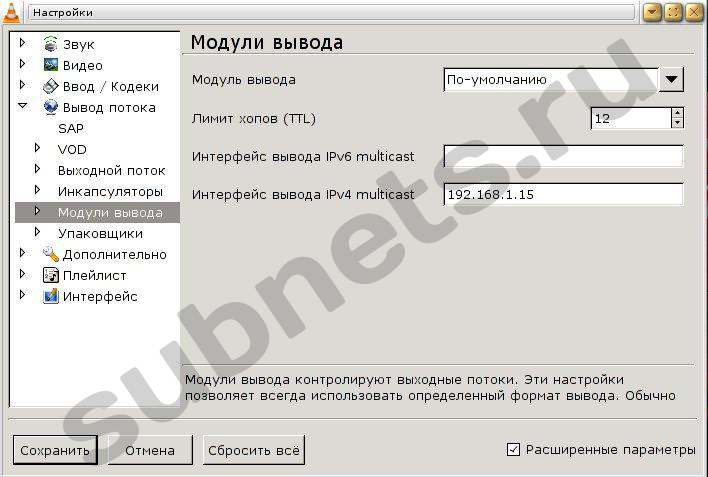 Настройки
Звук
Видео
Ввод / Кодеки
Вывод потока
SAP
VOD
Выходной поток
Инкапсуляторы
Модули вывода
Упаковщики
Дополнительно
Плейлист
Интерфейс
Модули вывода
Модуль вывода
По-умолчанию
Лимит хопов (TTL)
12
Интерфейс вывода IPv6 multicast
Интерфейс вывода IPv4 multicast
192.168.1.15
Модули вывода контролируют выходные потоки. Эти настройки
позволяет всегда использовать определенный формат вывода. Обычно
Сохранить
Отмена
Сбросить всё
Расширенные параметры
subnets.ru